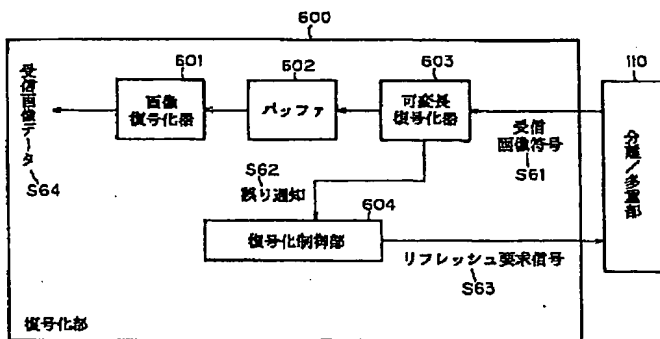 600
601
画像
復号化器
602
バッファ
603
可変長
復号化器
110
分離/多重部
受信画像データ
S64
受信
画像符号
S61
S62
誤り通知
604
復号化制御部
リフレッシュ要求信号
S63
復号化部